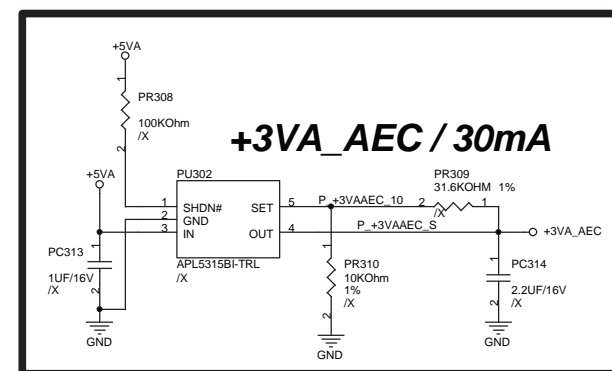 +5VA
1
PR308
100KOhm
/X
2
+3VA_AEC / 30mA
+5VA
PU302
1 SHDN# SET 5 P_+3VAAEC_10
2 GND
3 IN OUT 4 P_+3VAAEC_S
APL5315BI-TRL
/X
PR309
31.6KOHM 1%
2 1
/X
+3VA_AEC
1
PC313
1UF/16V
/X
2
GND
1
PR310
10KOhm
1%
/X
2
GND
1
PC314
2.2UF/16V
/X
2
GND